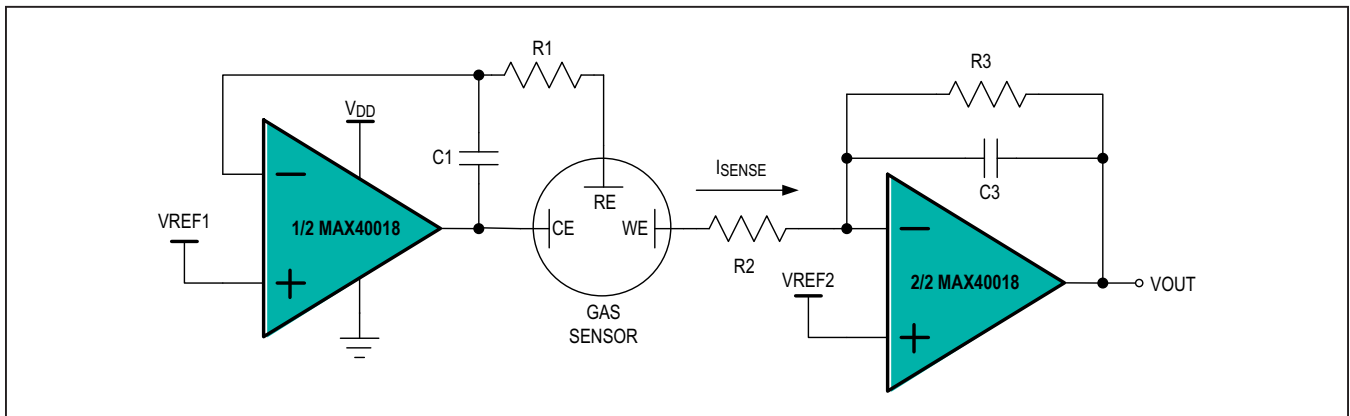 R1
R3
VDD
C1
C3
ISENSE
RE
VREF1
1/2 MAX40018
CE
WE
R2
VREF2
2/2 MAX40018
VOUT
GAS
SENSOR